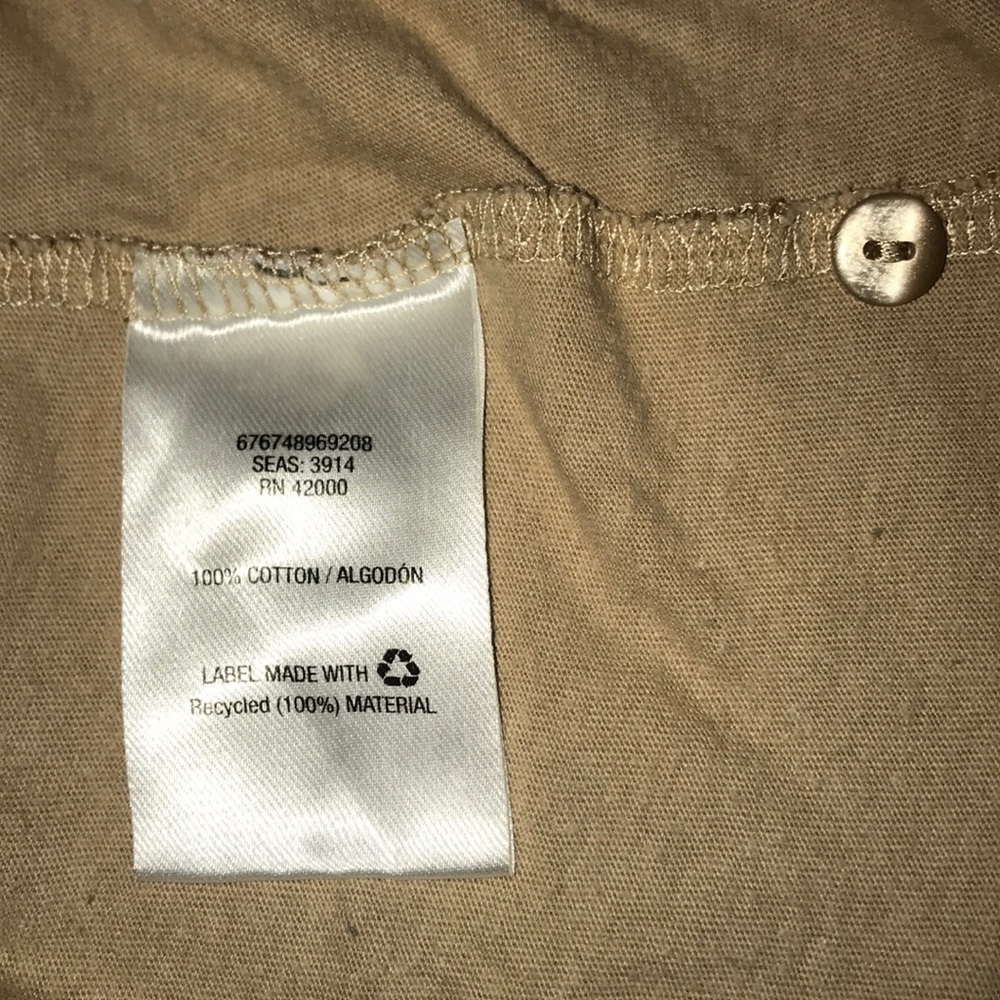 676748969208
SEAS: 3914
RN 42000
100% COTTON / ALGODÓN
LABEL MADE WITH
Recycled (100%) MATERIAL